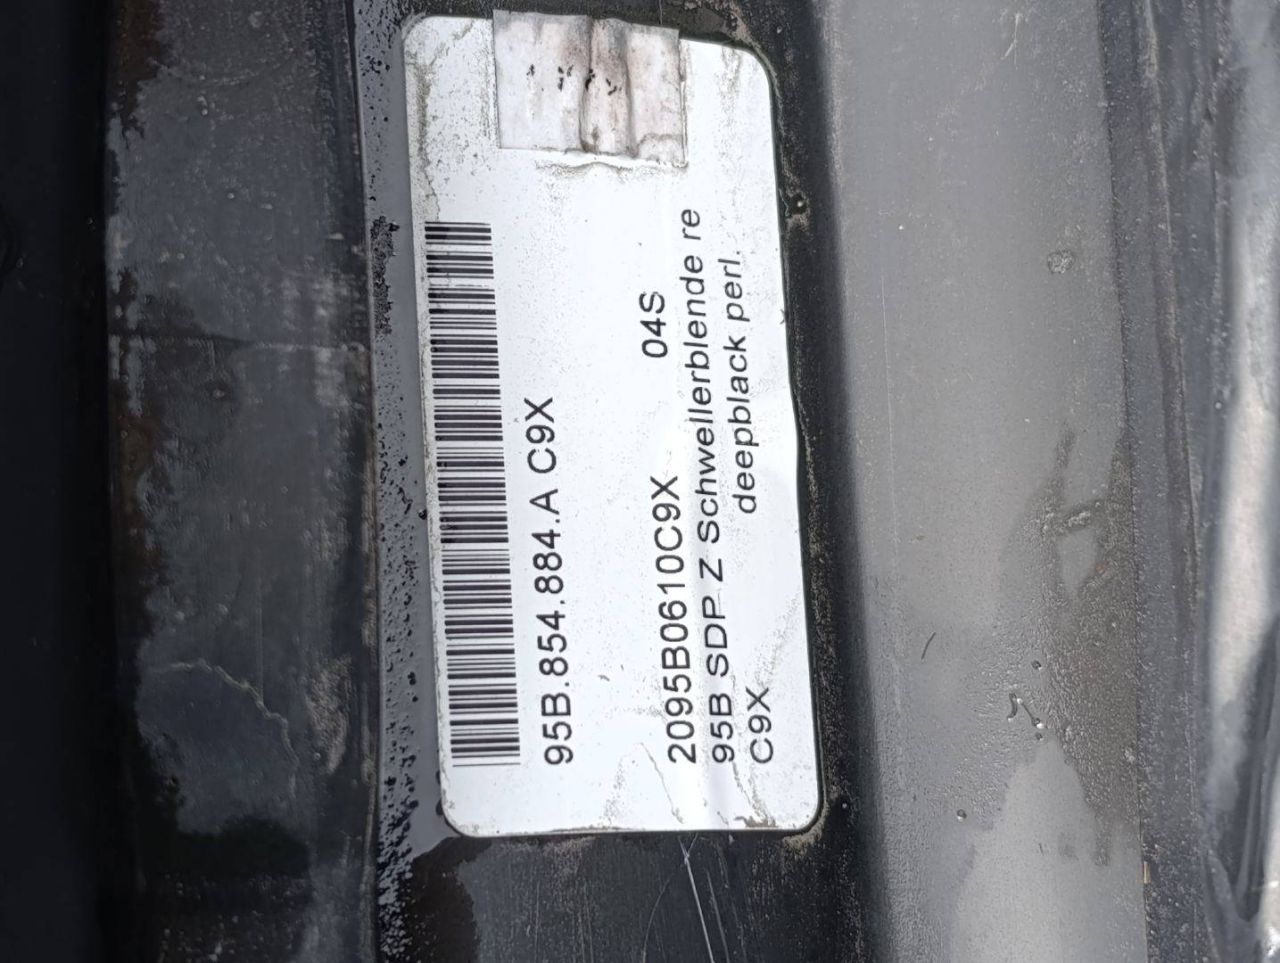 95B.854.884.A C9X
2095B0610C9X 04S
95B SDP Z Schwellerblende re
C9X deepblack perl.